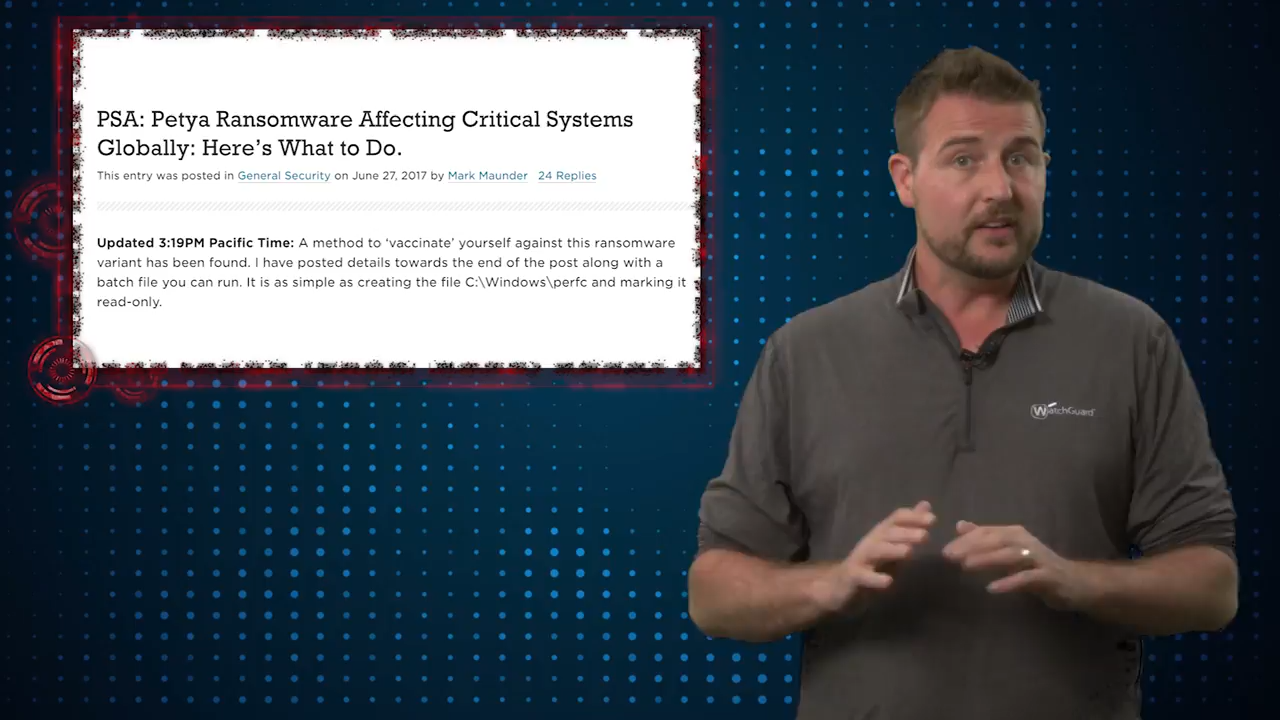 PSA: Petya Ransomware Affecting Critical Systems
Globally: Here's What to Do.
This entry was posted in General Security on June 27, 2017 by Mark Maunder 24 Replies
Updated 3:19PM Pacific Time: A method to ‘vaccinate’ yourself against this ransomware
variant has been found. I have posted details towards the end of the post along with a
batch file you can run. It is as simple as creating the file C:\Windows\perfc and marking it
read-only.
WatchGuard